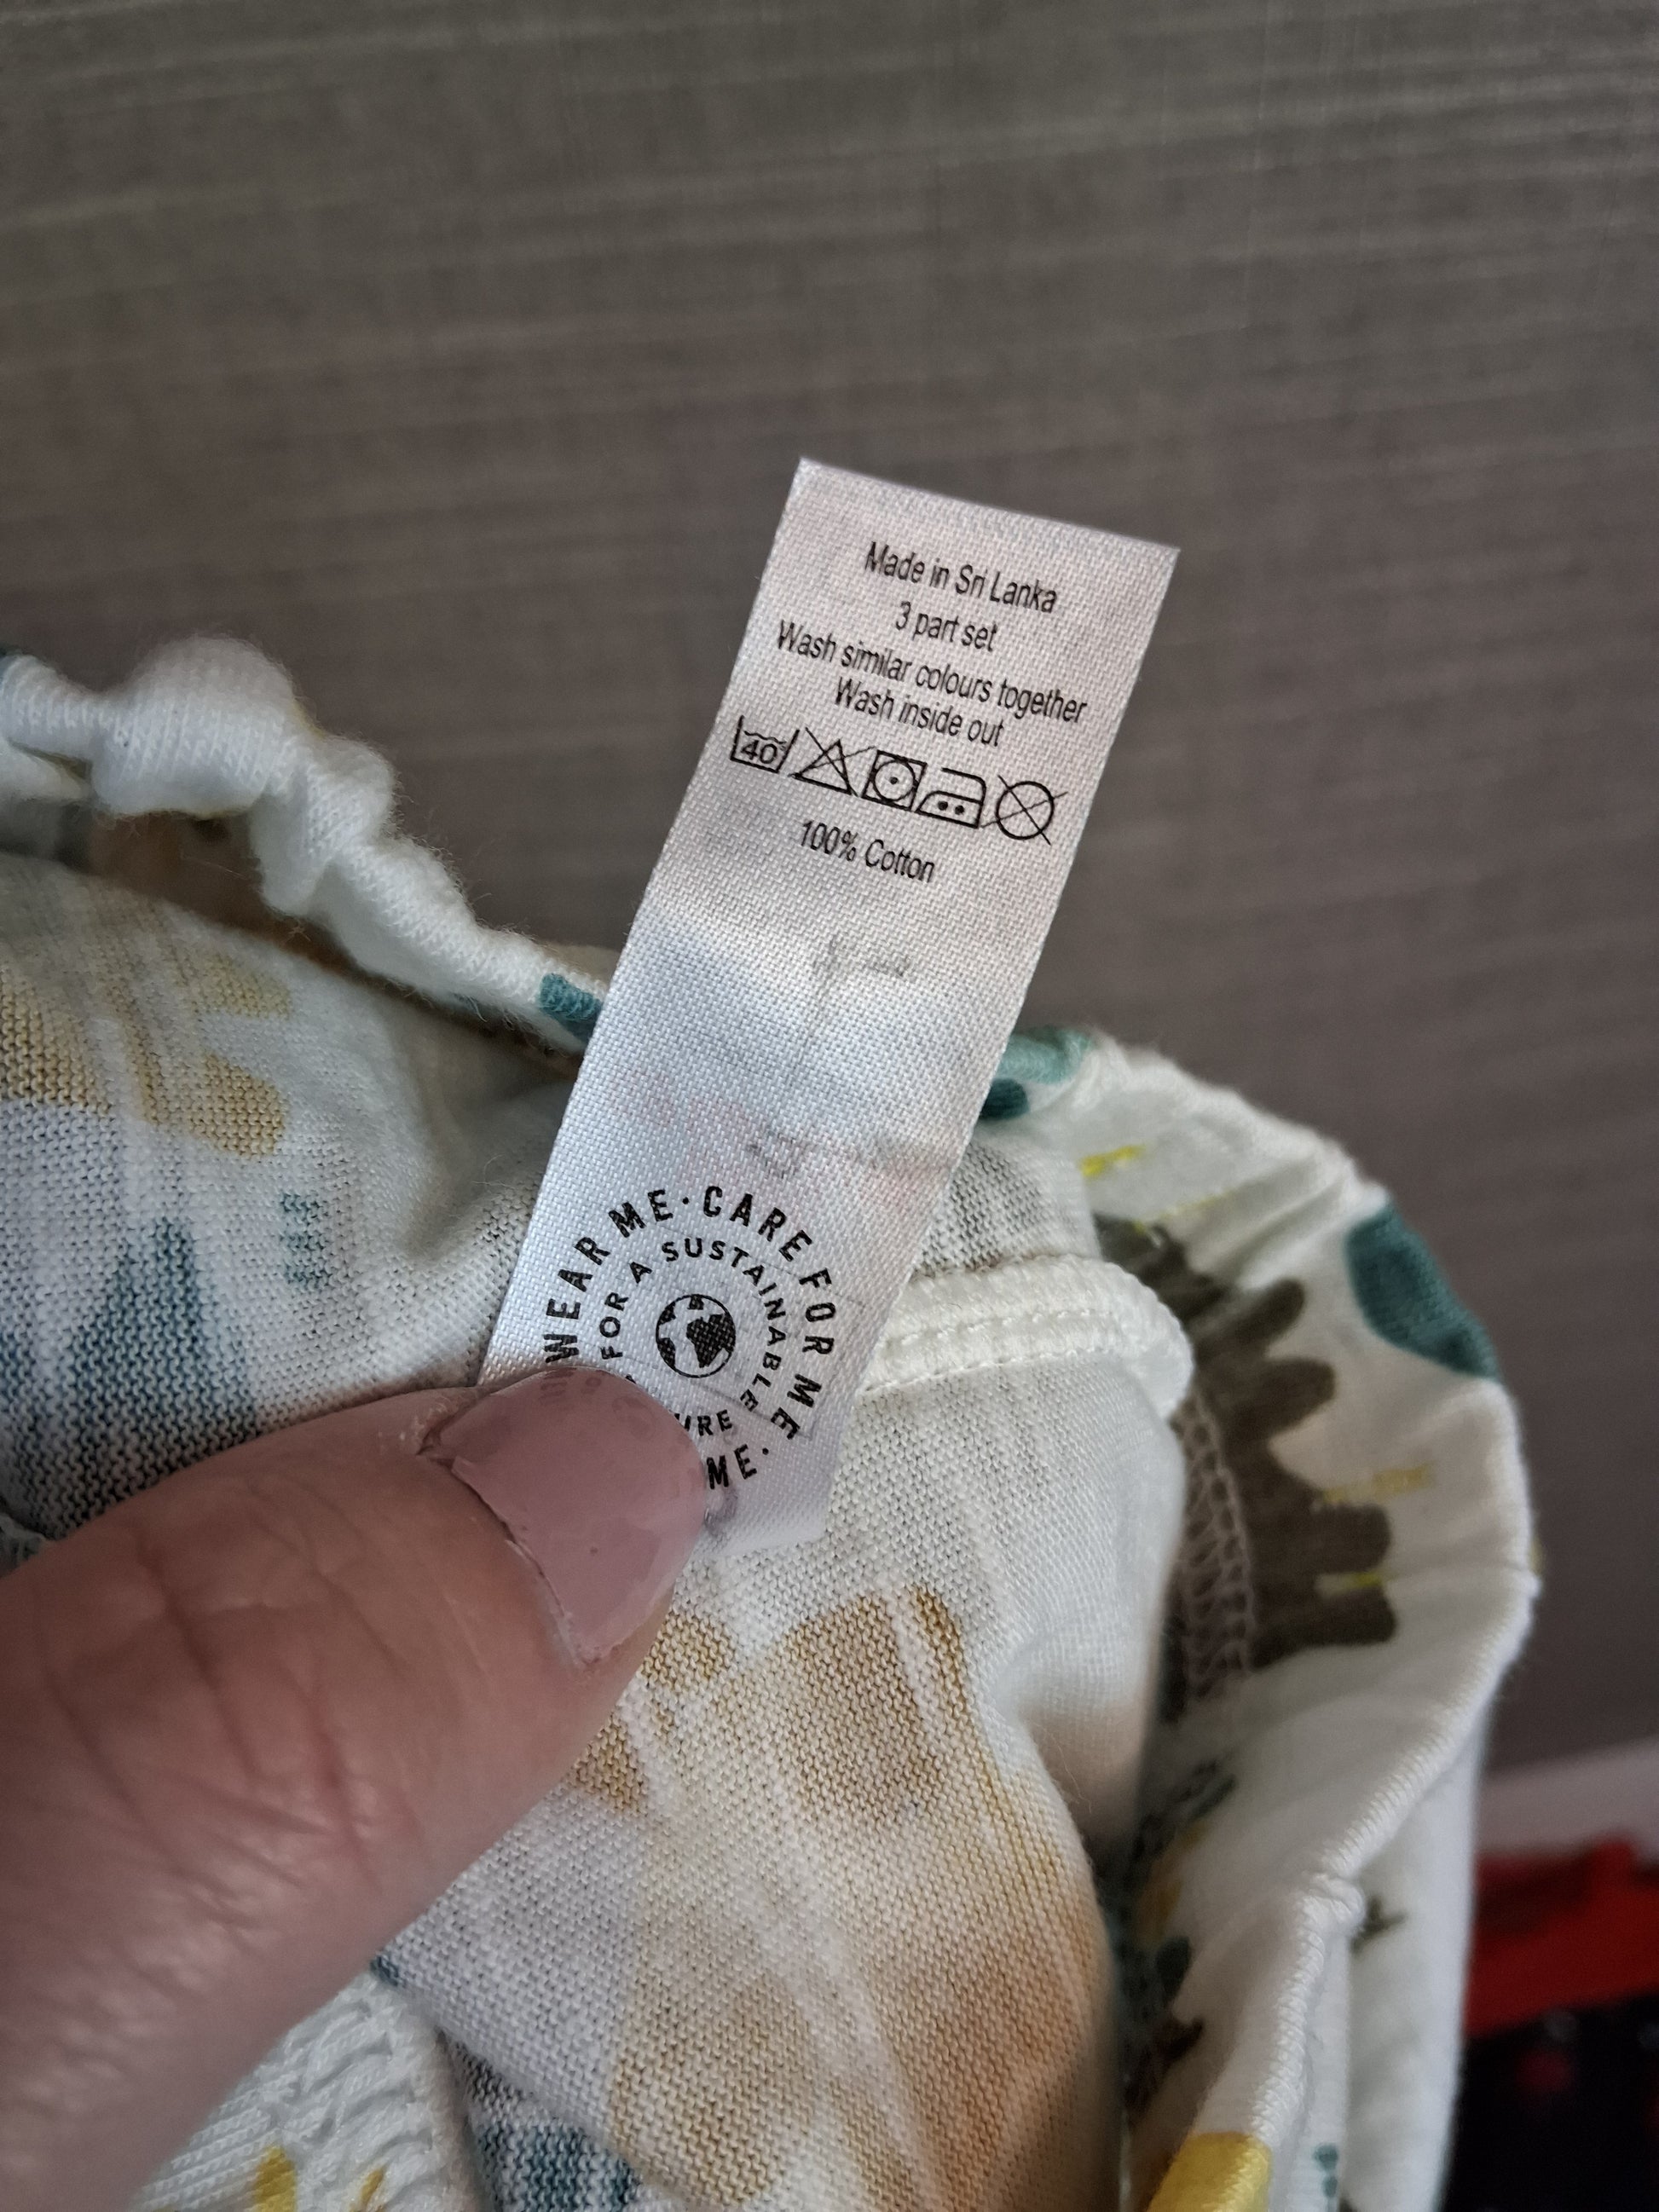 Made in Sri Lanka
3 part set
Wash similar colours together
Wash inside out
40
100% Cotton
WEAR ME · CARE FOR ME
ME ·
FOR A SUSTAINABLE